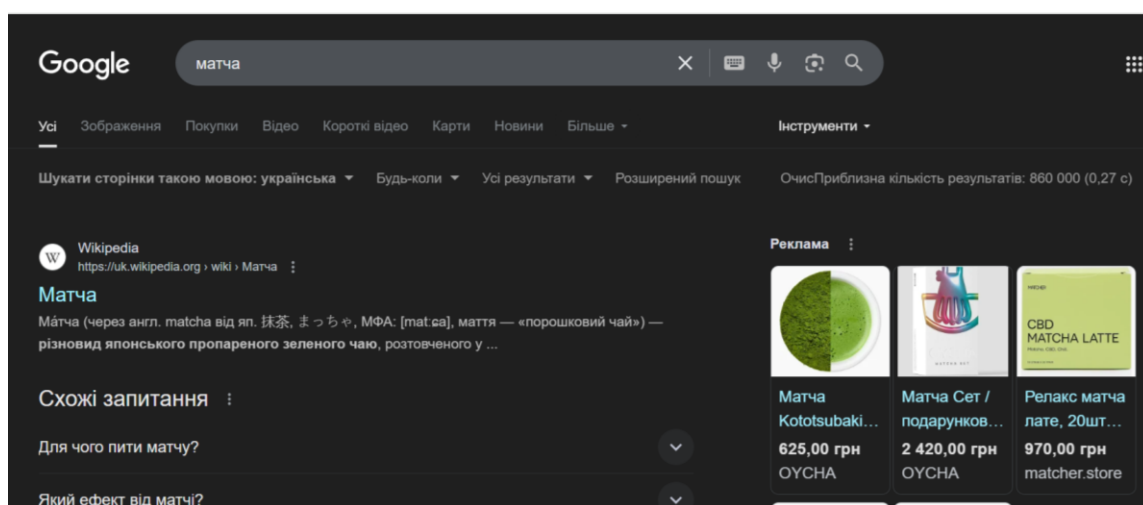 Google
матча
Усі Зображення Покупки Відео Короткі відео Карти Новини Більше Інструменти
Шукати сторінки такою мовою: українська Будь-коли Усі результати Розширений пошук ОчисПриблизна кількість результатів: 860 000 (0,27 с)
W
Wikipedia
https://uk.wikipedia.org › wiki › Матча
Матча
Ма́тча (через англ. matcha від яп. 抹茶, まっちゃ, МФА: [mat:ɕa], маття — «порошковий чай») —
різновид японського пропареного зеленого чаю, розтовченого у ...
Схожі запитання
Для чого пити матчу?
Який ефект від матчі?
Реклама
MATCHA SET
CBD
MATCHA LATTE
Матча
Kototsubaki...
625,00 грн
OYCHA
Матча Сет /
подарунков...
2 420,00 грн
OYCHA
Релакс матча
лате, 20шт...
970,00 грн
matcher.store